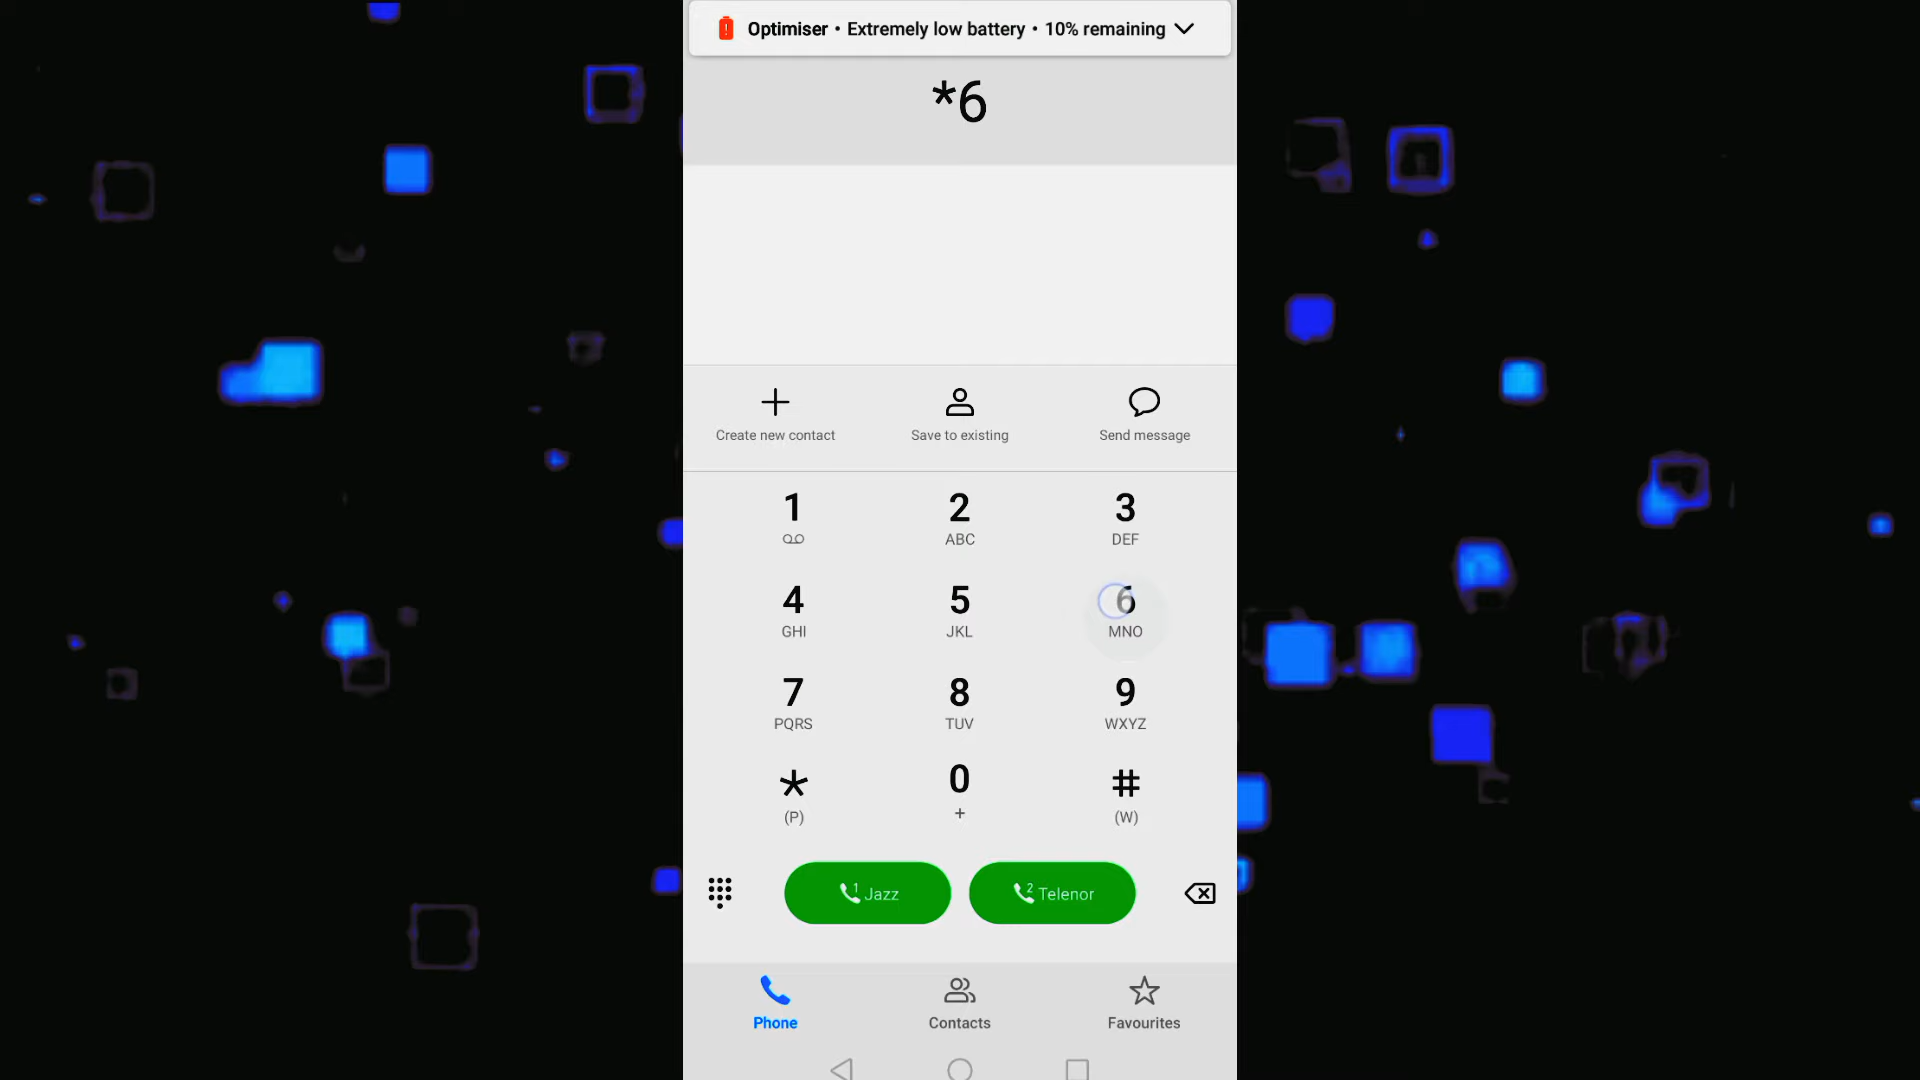 Optimiser • Extremely low battery • 10% remaining
*6
Create new contact
Save to existing
Send message
1
2
ABC
3
DEF
4
GHI
5
JKL
6
MNO
7
PQRS
8
TUV
9
WXYZ
*
(P)
0
+
#
(W)
1 Jazz
2 Telenor
Phone
Contacts
Favourites